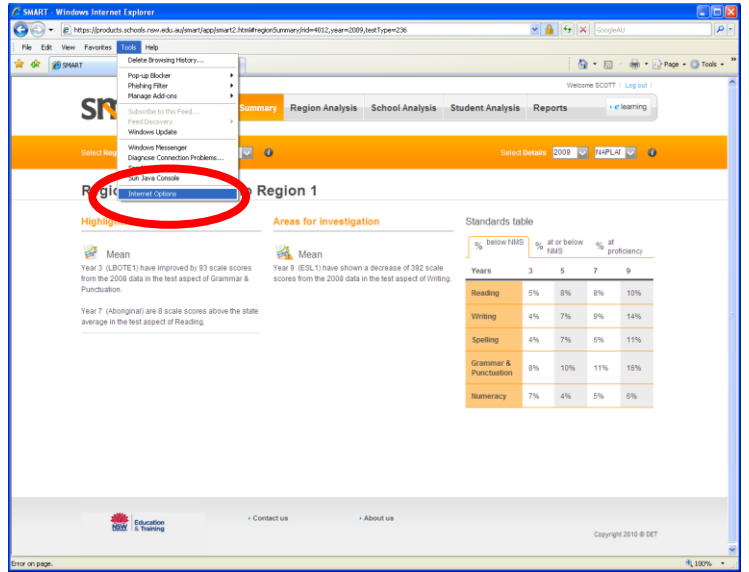 SMART - Windows Internet Explorer
https://products.schools.nsw.edu.au/smart/app/smart2.html#regionSummary/rid=4012,year=2009,testType=236
GoogleAU
File Edit View Favorites Tools Help
SMART
Page Tools
Delete Browsing History...
Pop-up Blocker
Phishing Filter
Manage Add-ons
Subscribe to this Feed...
Feed Discovery
Windows Update
Windows Messenger
Diagnose Connection Problems...
Sun Java Console
Internet Options
Welcome SCOTT | Log out |
Summary Region Analysis School Analysis Student Analysis Reports
e learning
Select Details 2009
Region 1
Areas for investigation
Standards table
Mean
Year 3 (LBOTE1) have improved by 93 scale scores
from the 2008 data in the test aspect of Grammar &
Punctuation.
Year 7 (Aboriginal) are 8 scale scores above the state
average in the test aspect of Reading.
Mean
Year 9 (ESL1) have shown a decrease of 392 scale
scores from the 2008 data in the test aspect of Writing.
% below NMS
% at or below NMS
% at proficiency
Years 3 5 7 9
Reading 5% 8% 8% 10%
Writing 4% 7% 9% 14%
Spelling 4% 7% 6% 11%
Grammar &
Punctuation 8% 10% 11% 16%
Numeracy 7% 4% 5% 6%
NSW Education
& Training
Contact us
About us
Copyright 2010 © DET
Error on page.
100%